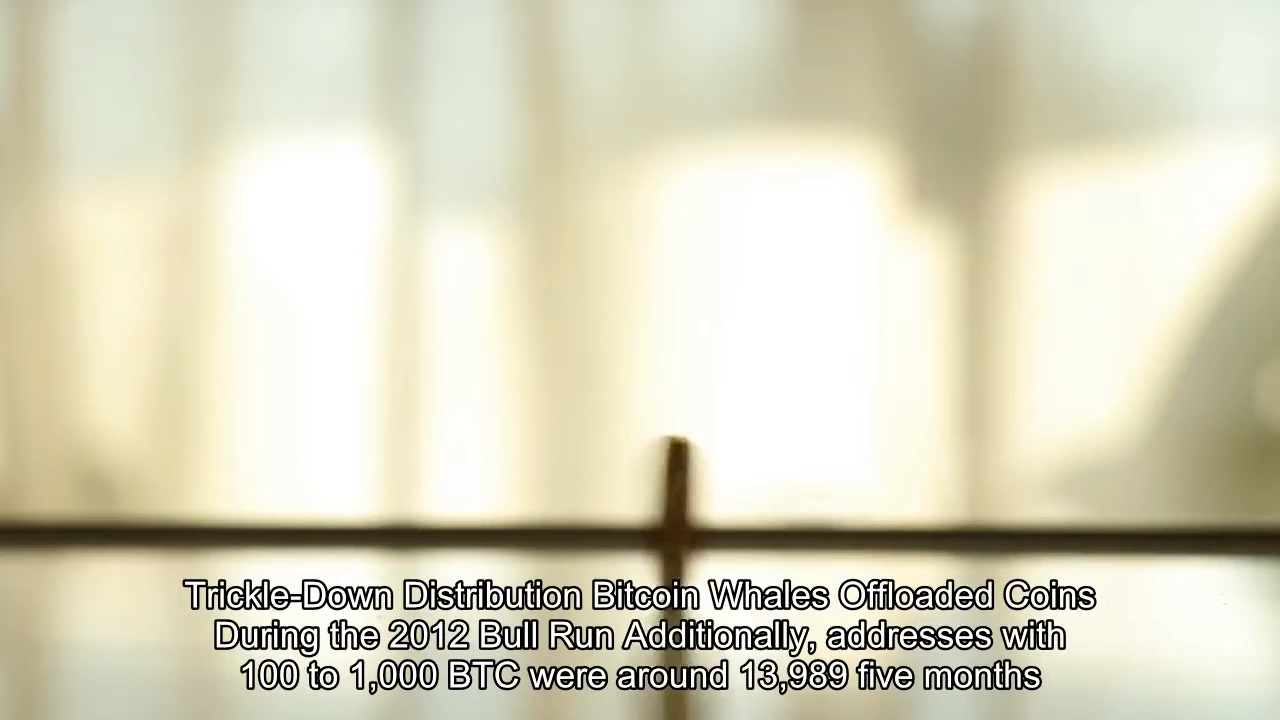 Trickle-Down Distribution Bitcoin Whales Offloaded Coins
During the 2012 Bull Run Additionally, addresses with
100 to 1,000 BTC were around 13,989 five months